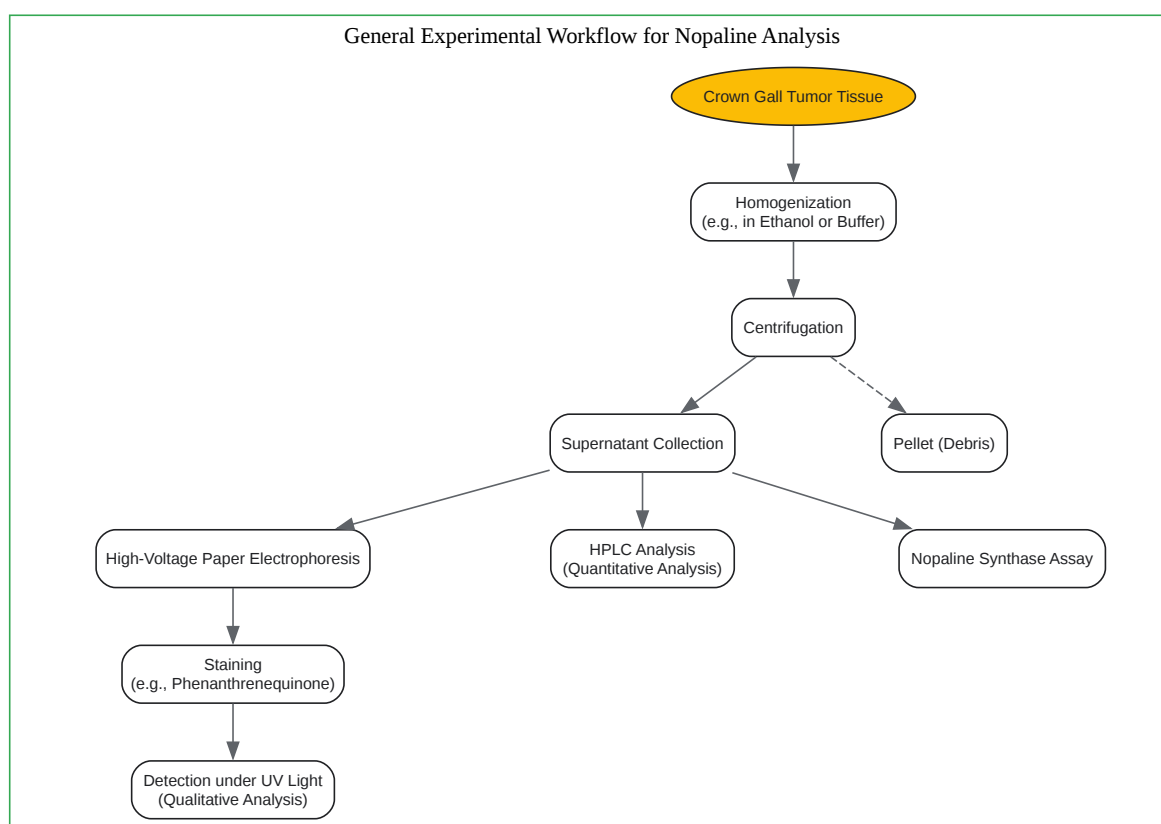 General Experimental Workflow for Nopaline Analysis
Crown Gall Tumor Tissue
Homogenization
(e.g., in Ethanol or Buffer)
Centrifugation
Supernatant Collection
Pellet (Debris)
High-Voltage Paper Electrophoresis
HPLC Analysis
(Quantitative Analysis)
Nopaline Synthase Assay
Staining
(e.g., Phenanthrenequinone)
Detection under UV Light
(Qualitative Analysis)